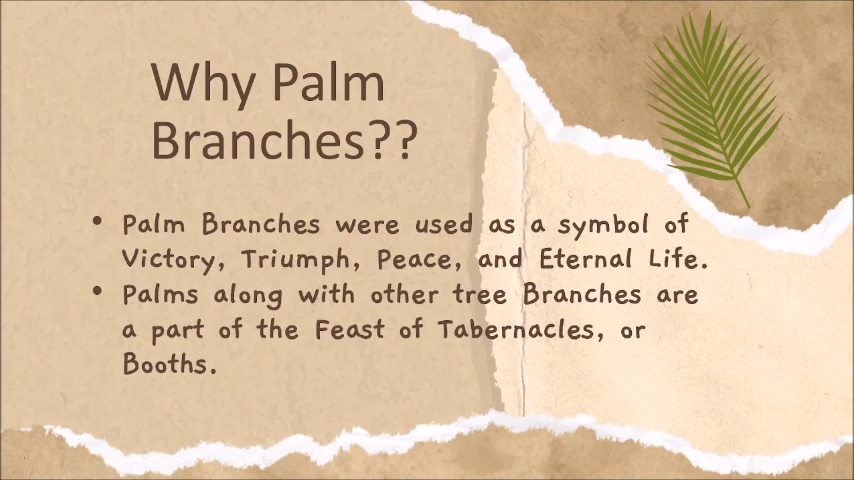 Why Palm
Branches??
• Palm Branches were used as a symbol of
Victory, Triumph, Peace, and Eternal Life.
• Palms along with other tree Branches are
a part of the Feast of Tabernacles, or
Booths.